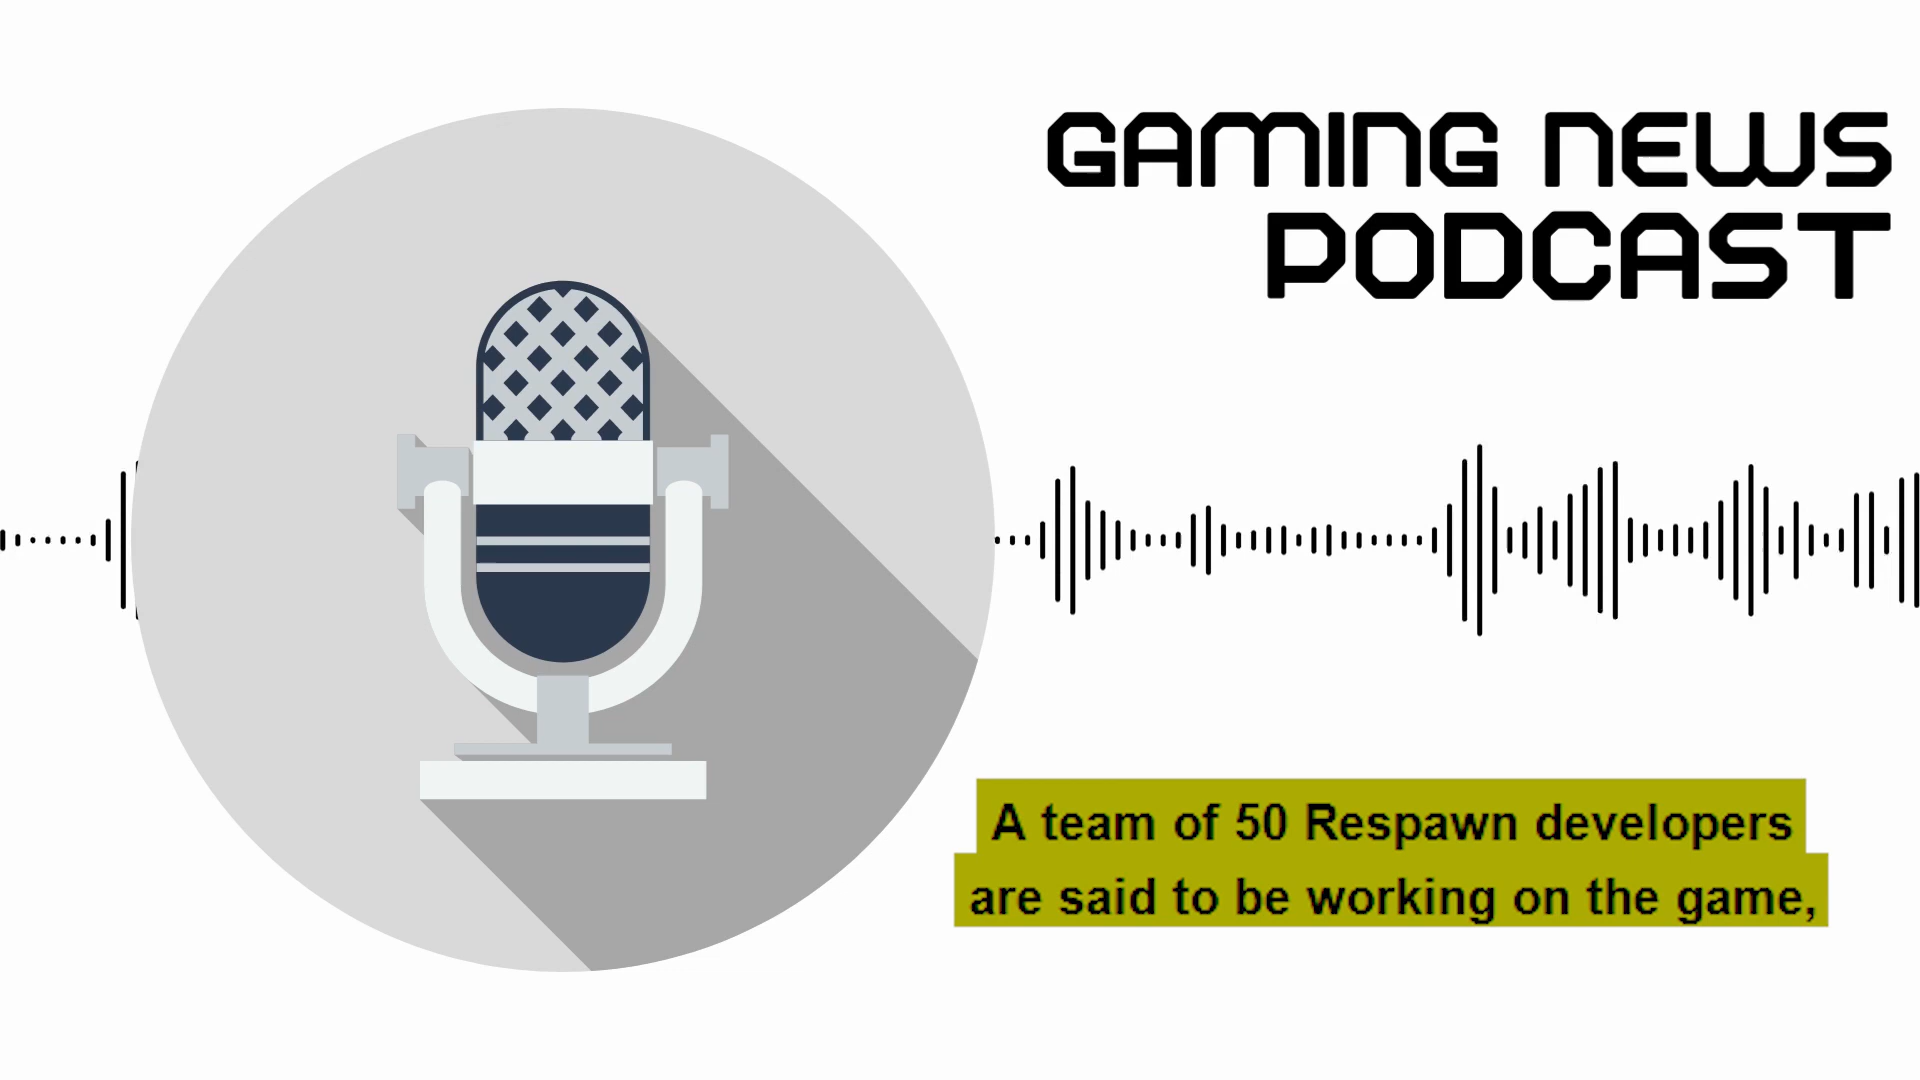 GAMING NEWS
PODCAST
A team of 50 Respawn developers
are said to be working on the game,